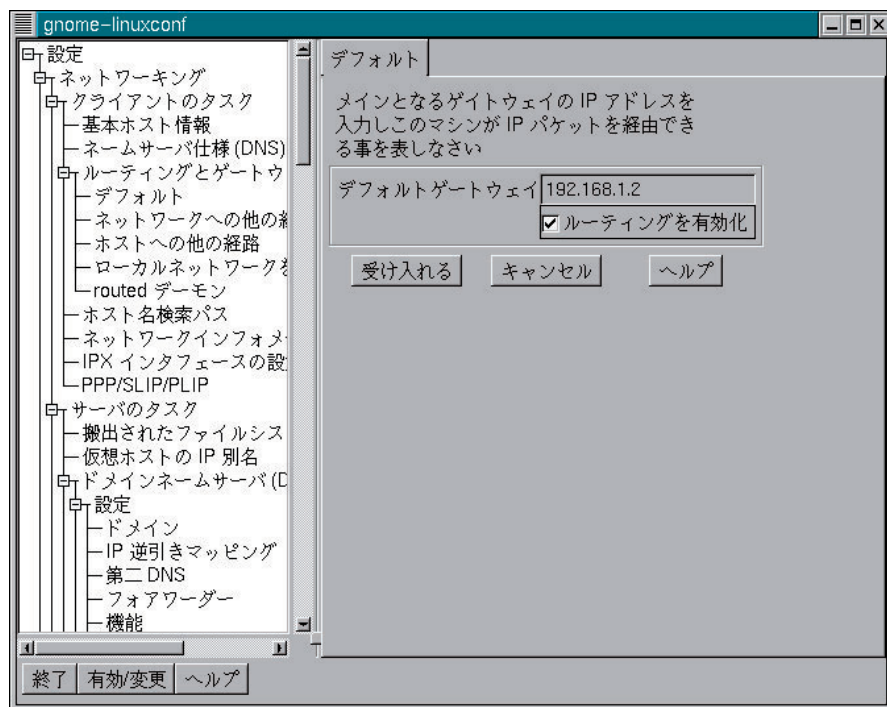 gnome-linuxconf
設定
ネットワーキング
クライアントのタスク
基本ホスト情報
ネームサーバ仕様 (DNS)
ルーティングとゲートウ
デフォルト
ネットワークへの他の
ホストへの他の経路
ローカルネットワークを
routed デーモン
ホスト名検索パス
ネットワークインフォメ
IPX インタフェースの設
PPP/SLIP/PLIP
サーバのタスク
搬出されたファイルシス
仮想ホストの IP 別名
ドメインネームサーバ (D
設定
ドメイン
IP 逆引きマッピング
第二 DNS
フォアワーダー
機能
終了 有効/変更 ヘルプ
デフォルト
メインとなるゲイトウェイの IP アドレスを
入力しこのマシンが IP パケットを経由でき
る事を表しなさい
デフォルトゲートウェイ 192.168.1.2
ルーティングを有効化
受け入れる キャンセル ヘルプ